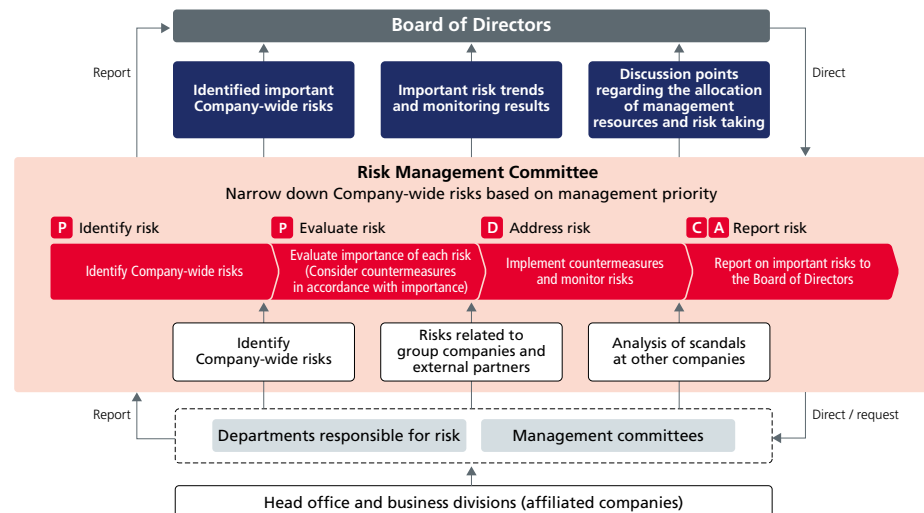 Board of Directors
Report
Direct
Identified important
Company-wide risks
Important risk trends
and monitoring results
Discussion points
regarding the allocation
of management
resources and risk taking
Risk Management Committee
Narrow down Company-wide risks based on management priority
P Identify risk
P Evaluate risk
D Address risk
C A Report risk
Identify Company-wide risks
Evaluate importance of each risk
(Consider countermeasures
in accordance with importance)
Implement countermeasures
and monitor risks
Report on important risks to
the Board of Directors
Identify
Company-wide risks
Risks related to
group companies and
external partners
Analysis of scandals
at other companies
Report
Direct / request
Departments responsible for risk
Management committees
Head office and business divisions (affiliated companies)